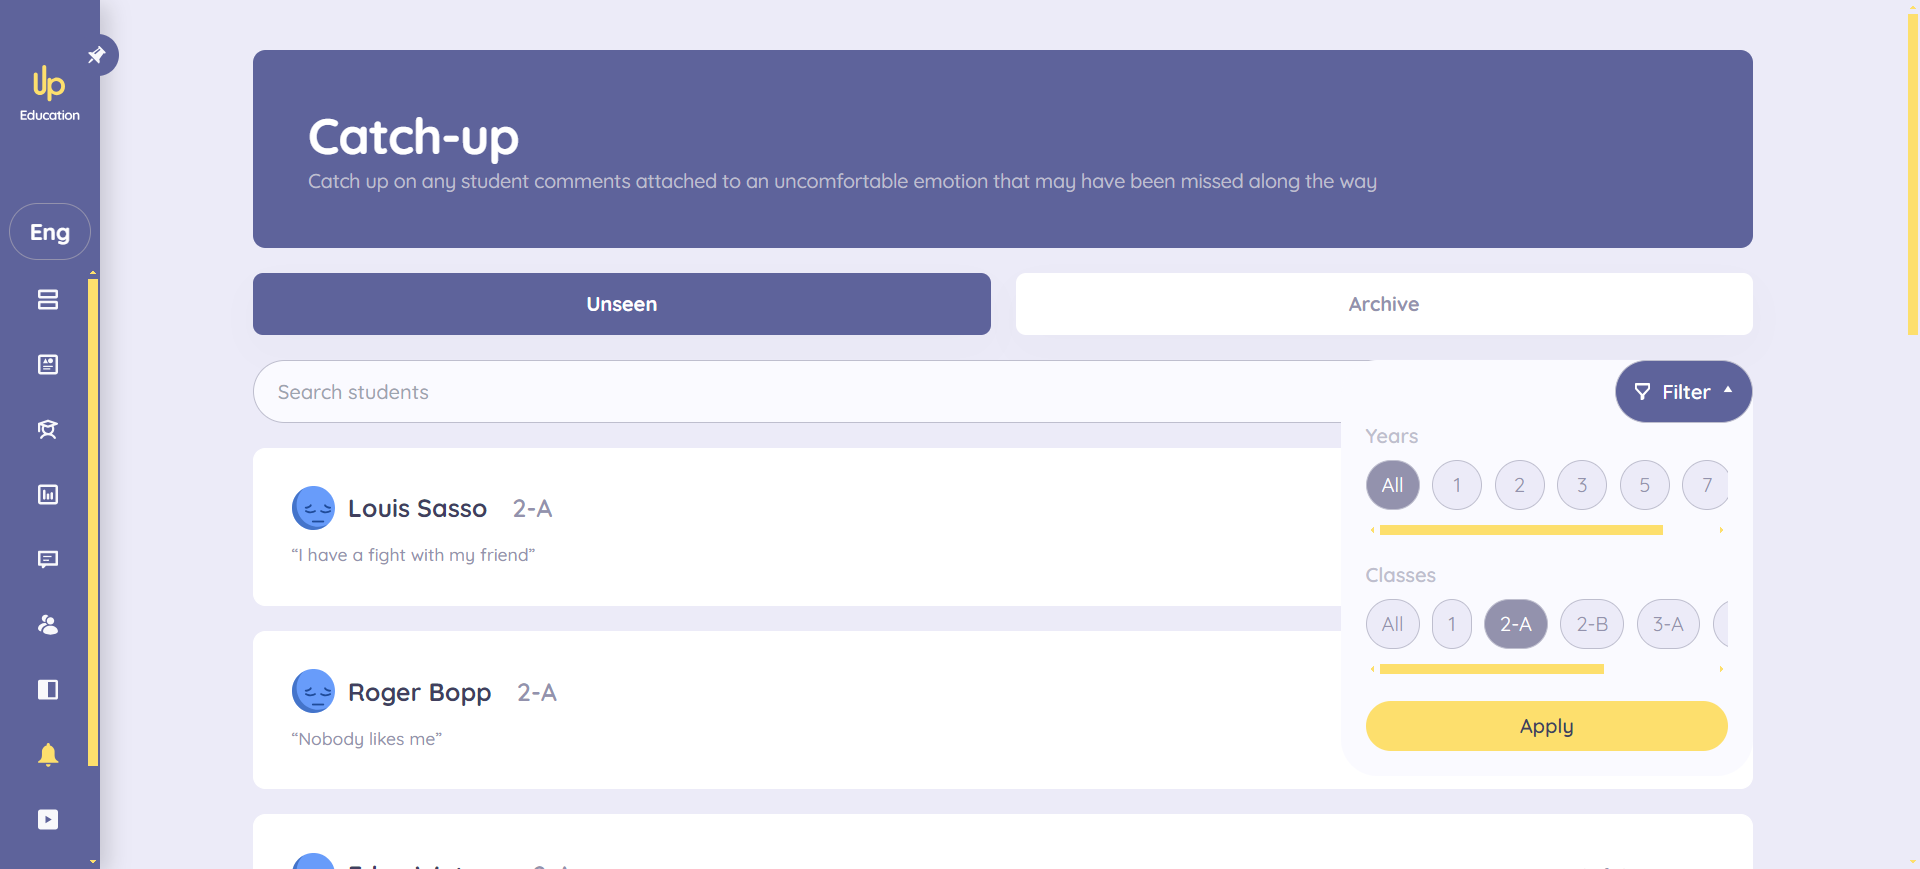 Up
Education
Eng
Catch-up
Catch up on any student comments attached to an uncomfortable emotion that may have been missed along the way
Unseen
Archive
Search students
Filter
Years
All 1 2 3 5 7
Classes
All 1 2-A 2-B 3-A
Apply
Louis Sasso 2-A
“I have a fight with my friend”
Roger Bopp 2-A
“Nobody likes me”